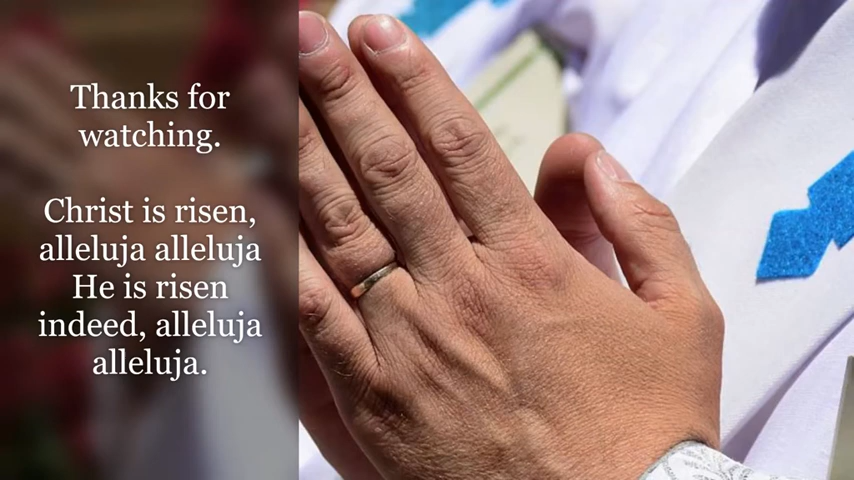 Thanks for
watching.
Christ is risen,
alleluja alleluja
He is risen
indeed, alleluja
alleluja.